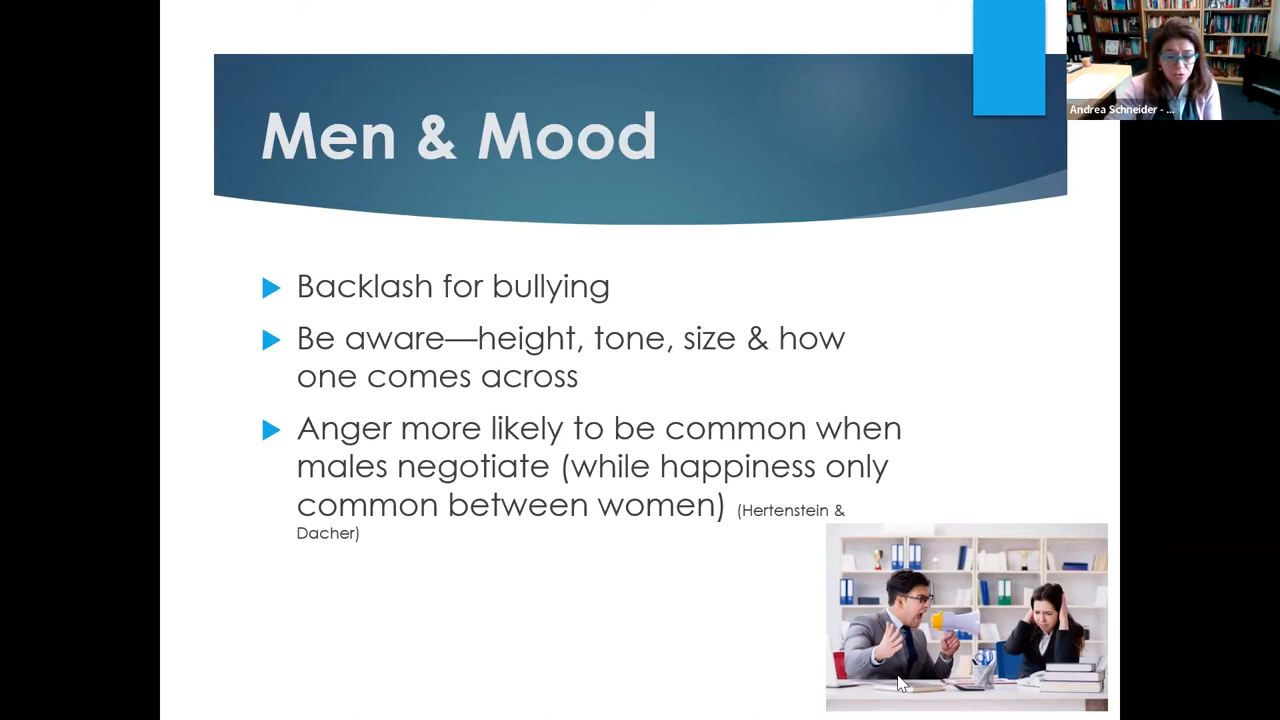 Men & Mood
Andrea Schneider - ...
Backlash for bullying
Be aware—height, tone, size & how
one comes across
Anger more likely to be common when
males negotiate (while happiness only
common between women) (Hertenstein &
Dacher)